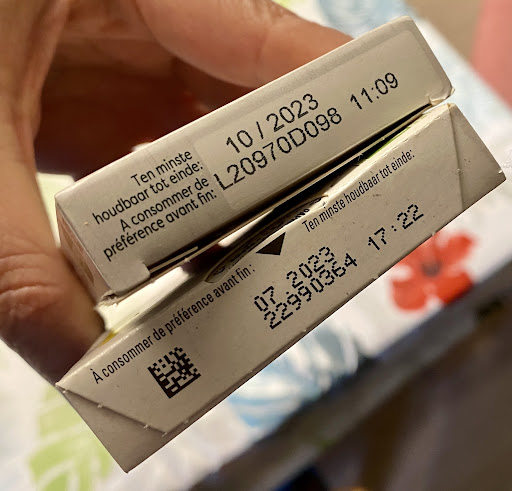 Ten minste
houdbaar tot einde:
A consommer de
préférence avant fin:
10 / 2023
L20970D098 11:09
À consommer de préférence avant fin :
Ten minste houdbaar tot einde:
07 2023
22990364 17:22